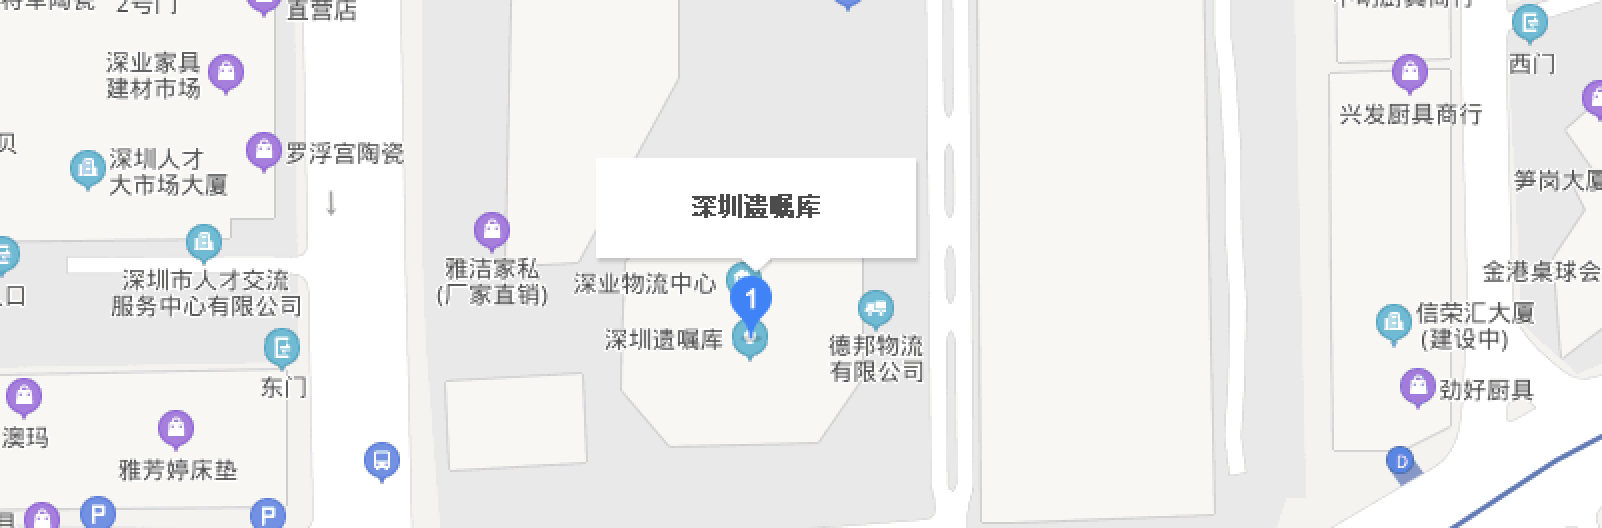 2号门
直营店
深业家具
建材市场
西门
兴发厨具商行
罗浮宫陶瓷
深圳人才
大市场大厦
笋岗大厦
深圳遗嘱库
雅洁家私
(厂家直销)
深业物流中心
1
深圳市人才交流
服务中心有限公司
金港桌球会
口
信荣汇大厦
(建设中)
深圳遗嘱库
德邦物流
有限公司
东门
劲好厨具
澳玛
雅芳婷床垫
D
P
P